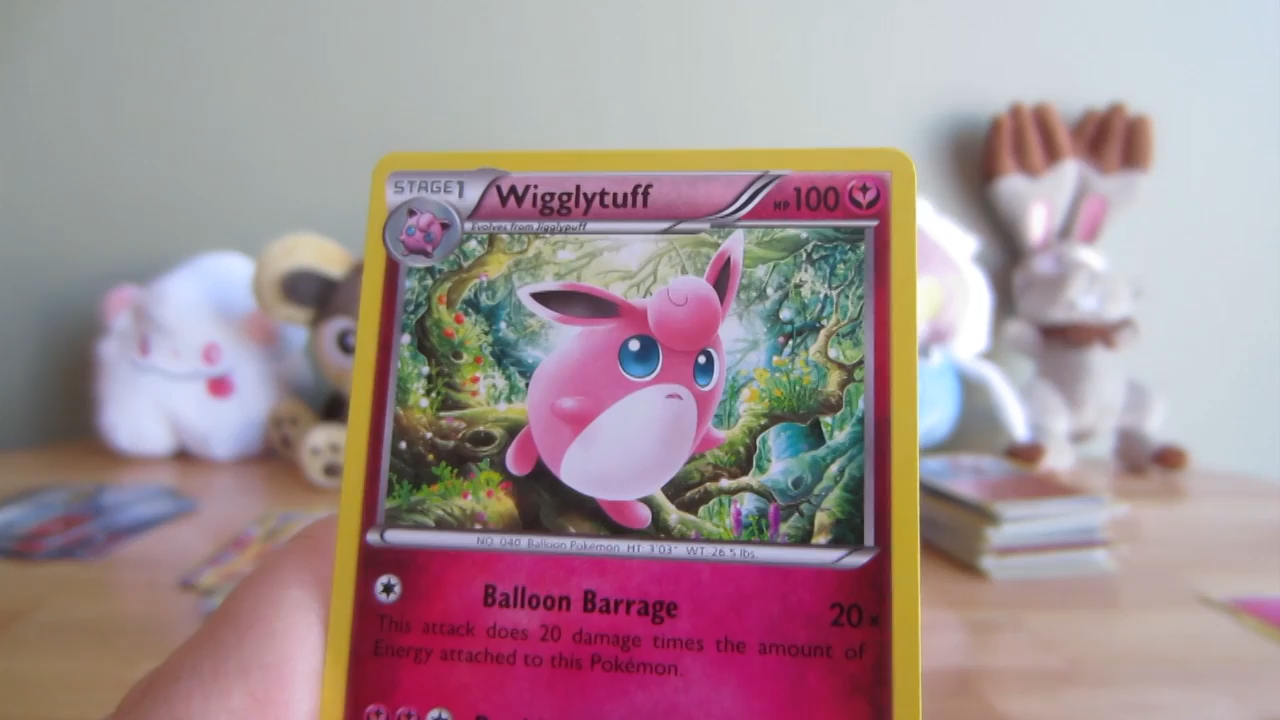 STAGE1 Wigglytuff HP100
Evolves from Jigglypuff
NO. 040 Balloon Pokémon HT: 3'03" WT: 26.5 lbs.
Balloon Barrage 20×
This attack does 20 damage times the amount of
Energy attached to this Pokémon.